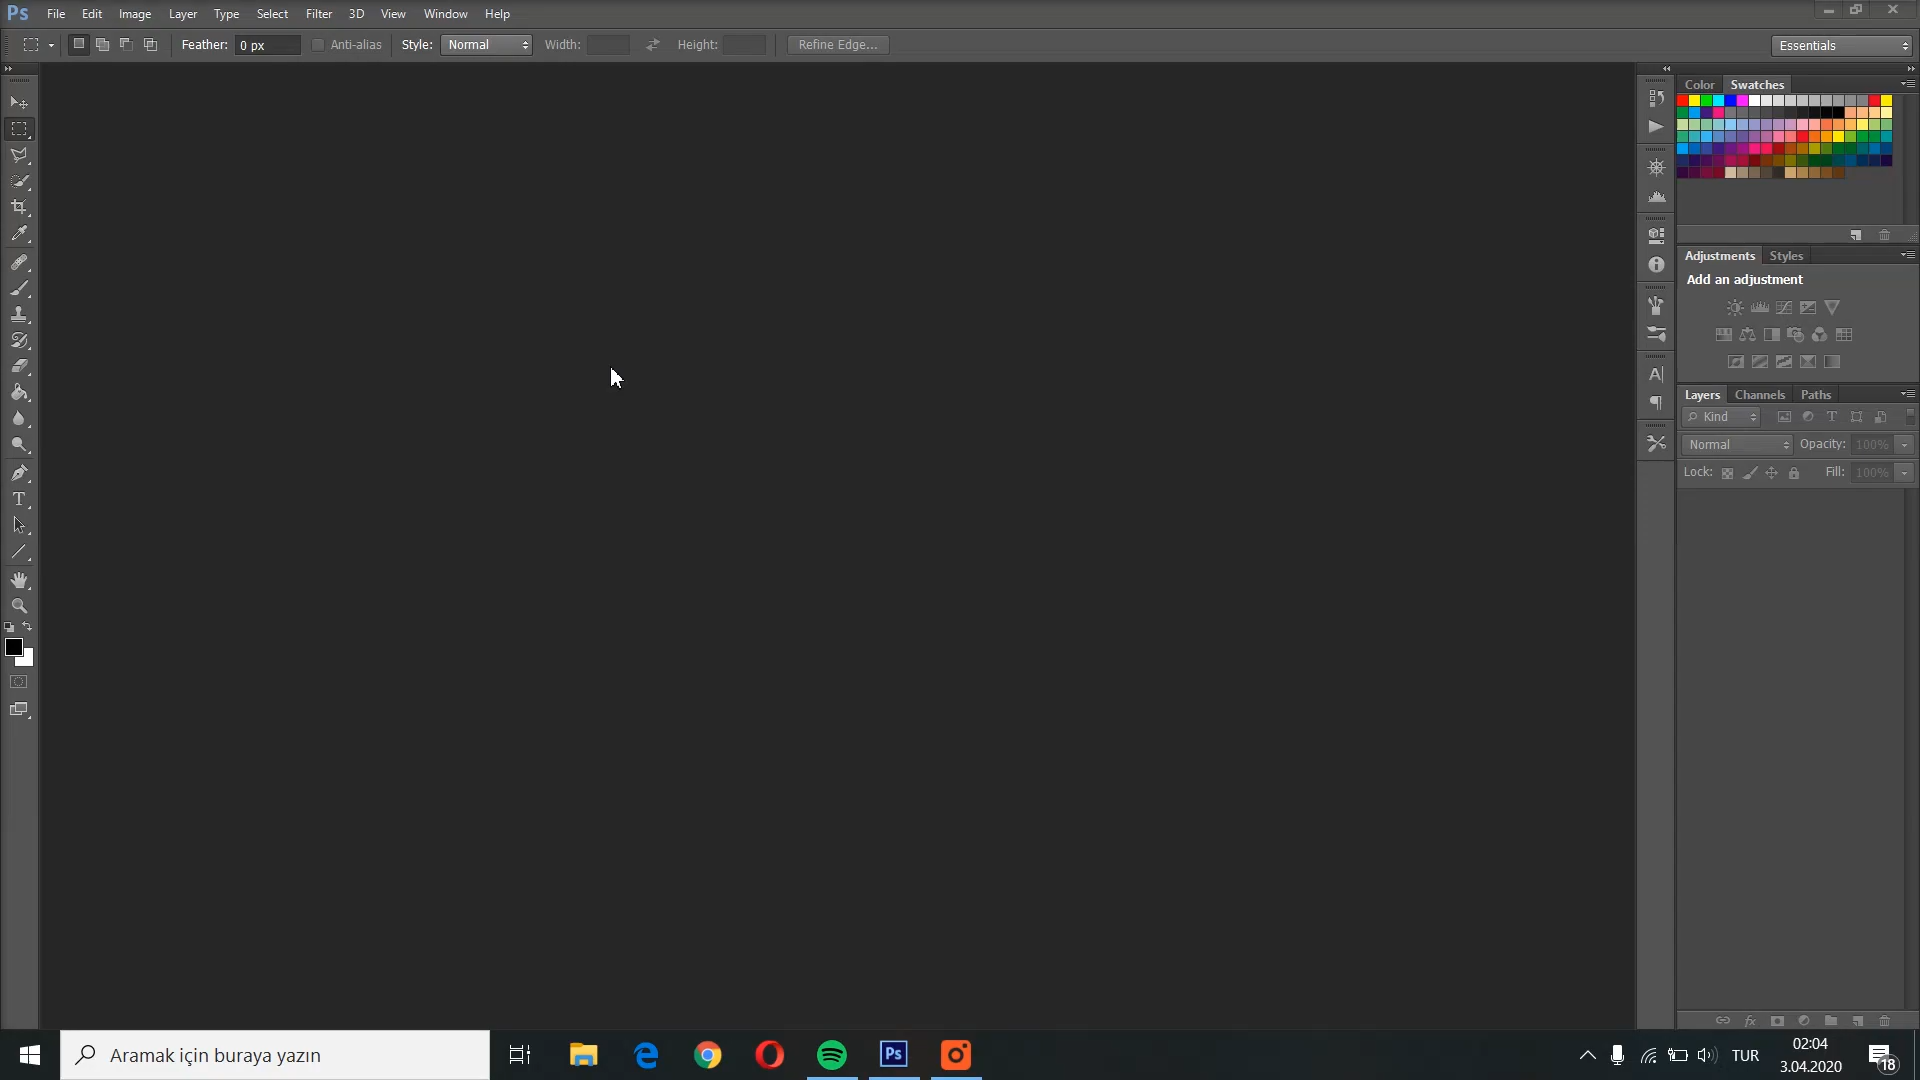 Ps File Edit Image Layer Type Select Filter 3D View Window Help
Feather: 0 px Anti-alias Style: Normal Width: Height: Refine Edge... Essentials
Color Swatches
Adjustments Styles
Add an adjustment
Layers Channels Paths
Kind
Normal Opacity: 100%
Lock: Fill: 100%
Aramak için buraya yazın
Ps
TUR
02:04
3.04.2020
18